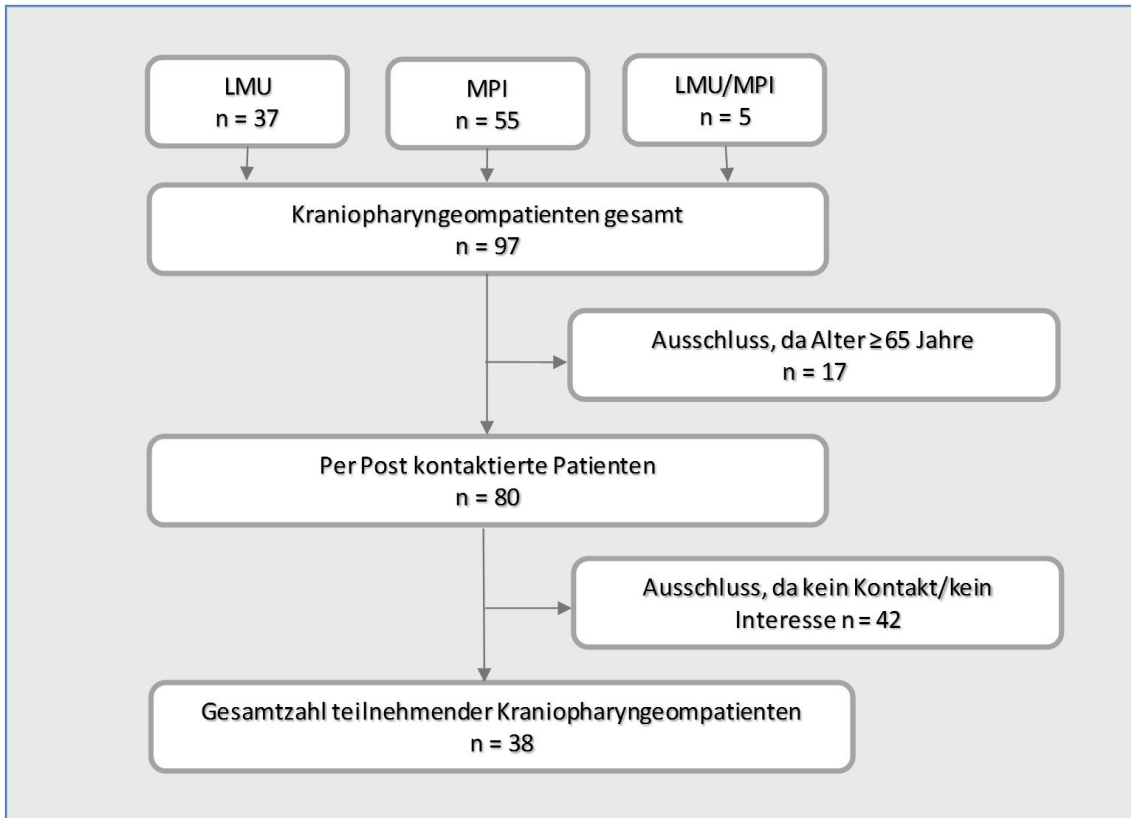 LMU
n = 37
MPI
n = 55
LMU/MPI
n = 5
Kraniopharyngeompatienten gesamt
n = 97
Ausschluss, da Alter ≥65 Jahre
n = 17
Per Post kontaktierte Patienten
n = 80
Ausschluss, da kein Kontakt/kein
Interesse n = 42
Gesamtzahl teilnehmender Kraniopharyngeompatienten
n = 38